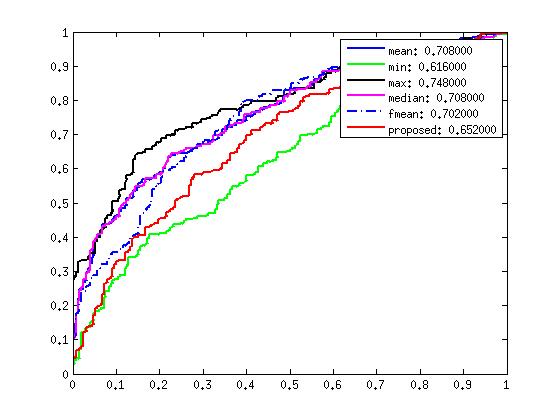 1
0.9
0.8
0.7
0.6
0.5
0.4
0.3
0.2
0.1
0
mean: 0.708000
min: 0.616000
max: 0.748000
median: 0.708000
fmean: 0.702000
proposed: 0.652000
0 0.1 0.2 0.3 0.4 0.5 0.6 0.7 0.8 0.9 1